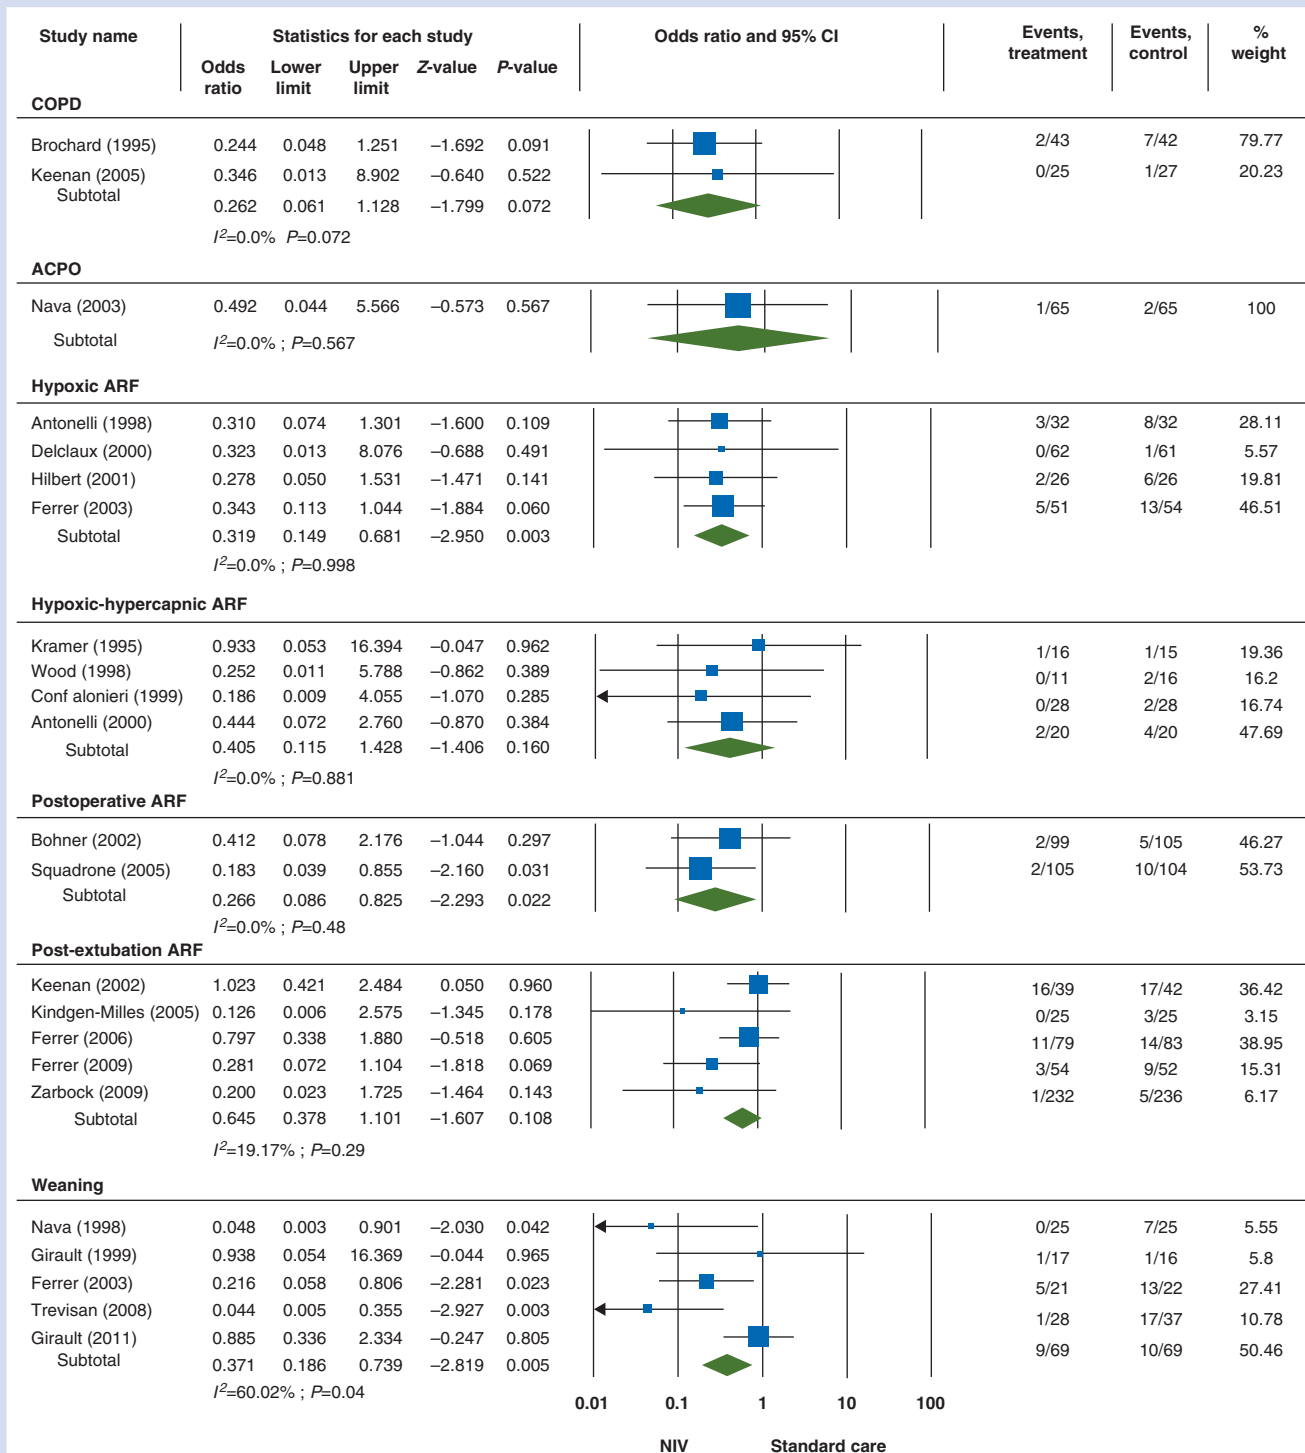 Study name Statistics for each study Odds ratio and 95% CI Events, treatment Events, control % weight
Odds ratio Lower limit Upper limit Z-value P-value
COPD
Brochard (1995) 0.244 0.048 1.251 –1.692 0.091 2/43 7/42 79.77
Keenan (2005) 0.346 0.013 8.902 –0.640 0.522 0/25 1/27 20.23
Subtotal 0.262 0.061 1.128 –1.799 0.072
I²=0.0% P=0.072
ACPO
Nava (2003) 0.492 0.044 5.566 –0.573 0.567 1/65 2/65 100
Subtotal I²=0.0% ; P=0.567
Hypoxic ARF
Antonelli (1998) 0.310 0.074 1.301 –1.600 0.109 3/32 8/32 28.11
Delclaux (2000) 0.323 0.013 8.076 –0.688 0.491 0/62 1/61 5.57
Hilbert (2001) 0.278 0.050 1.531 –1.471 0.141 2/26 6/26 19.81
Ferrer (2003) 0.343 0.113 1.044 –1.884 0.060 5/51 13/54 46.51
Subtotal 0.319 0.149 0.681 –2.950 0.003
I²=0.0% ; P=0.998
Hypoxic-hypercapnic ARF
Kramer (1995) 0.933 0.053 16.394 –0.047 0.962 1/16 1/15 19.36
Wood (1998) 0.252 0.011 5.788 –0.862 0.389 0/11 2/16 16.2
Conf alonieri (1999) 0.186 0.009 4.055 –1.070 0.285 0/28 2/28 16.74
Antonelli (2000) 0.444 0.072 2.760 –0.870 0.384 2/20 4/20 47.69
Subtotal 0.405 0.115 1.428 –1.406 0.160
I²=0.0% ; P=0.881
Postoperative ARF
Bohner (2002) 0.412 0.078 2.176 –1.044 0.297 2/99 5/105 46.27
Squadrone (2005) 0.183 0.039 0.855 –2.160 0.031 2/105 10/104 53.73
Subtotal 0.266 0.086 0.825 –2.293 0.022
I²=0.0% ; P=0.48
Post-extubation ARF
Keenan (2002) 1.023 0.421 2.484 0.050 0.960 16/39 17/42 36.42
Kindgen-Milles (2005) 0.126 0.006 2.575 –1.345 0.178 0/25 3/25 3.15
Ferrer (2006) 0.797 0.338 1.880 –0.518 0.605 11/79 14/83 38.95
Ferrer (2009) 0.281 0.072 1.104 –1.818 0.069 3/54 9/52 15.31
Zarbock (2009) 0.200 0.023 1.725 –1.464 0.143 1/232 5/236 6.17
Subtotal 0.645 0.378 1.101 –1.607 0.108
I²=19.17% ; P=0.29
Weaning
Nava (1998) 0.048 0.003 0.901 –2.030 0.042 0/25 7/25 5.55
Girault (1999) 0.938 0.054 16.369 –0.044 0.965 1/17 1/16 5.8
Ferrer (2003) 0.216 0.058 0.806 –2.281 0.023 5/21 13/22 27.41
Trevisan (2008) 0.044 0.005 0.355 –2.927 0.003 1/28 17/37 10.78
Girault (2011) 0.885 0.336 2.334 –0.247 0.805 9/69 10/69 50.46
Subtotal 0.371 0.186 0.739 –2.819 0.005
I²=60.02% ; P=0.04
0.01 0.1 1 10 100
NIV Standard care